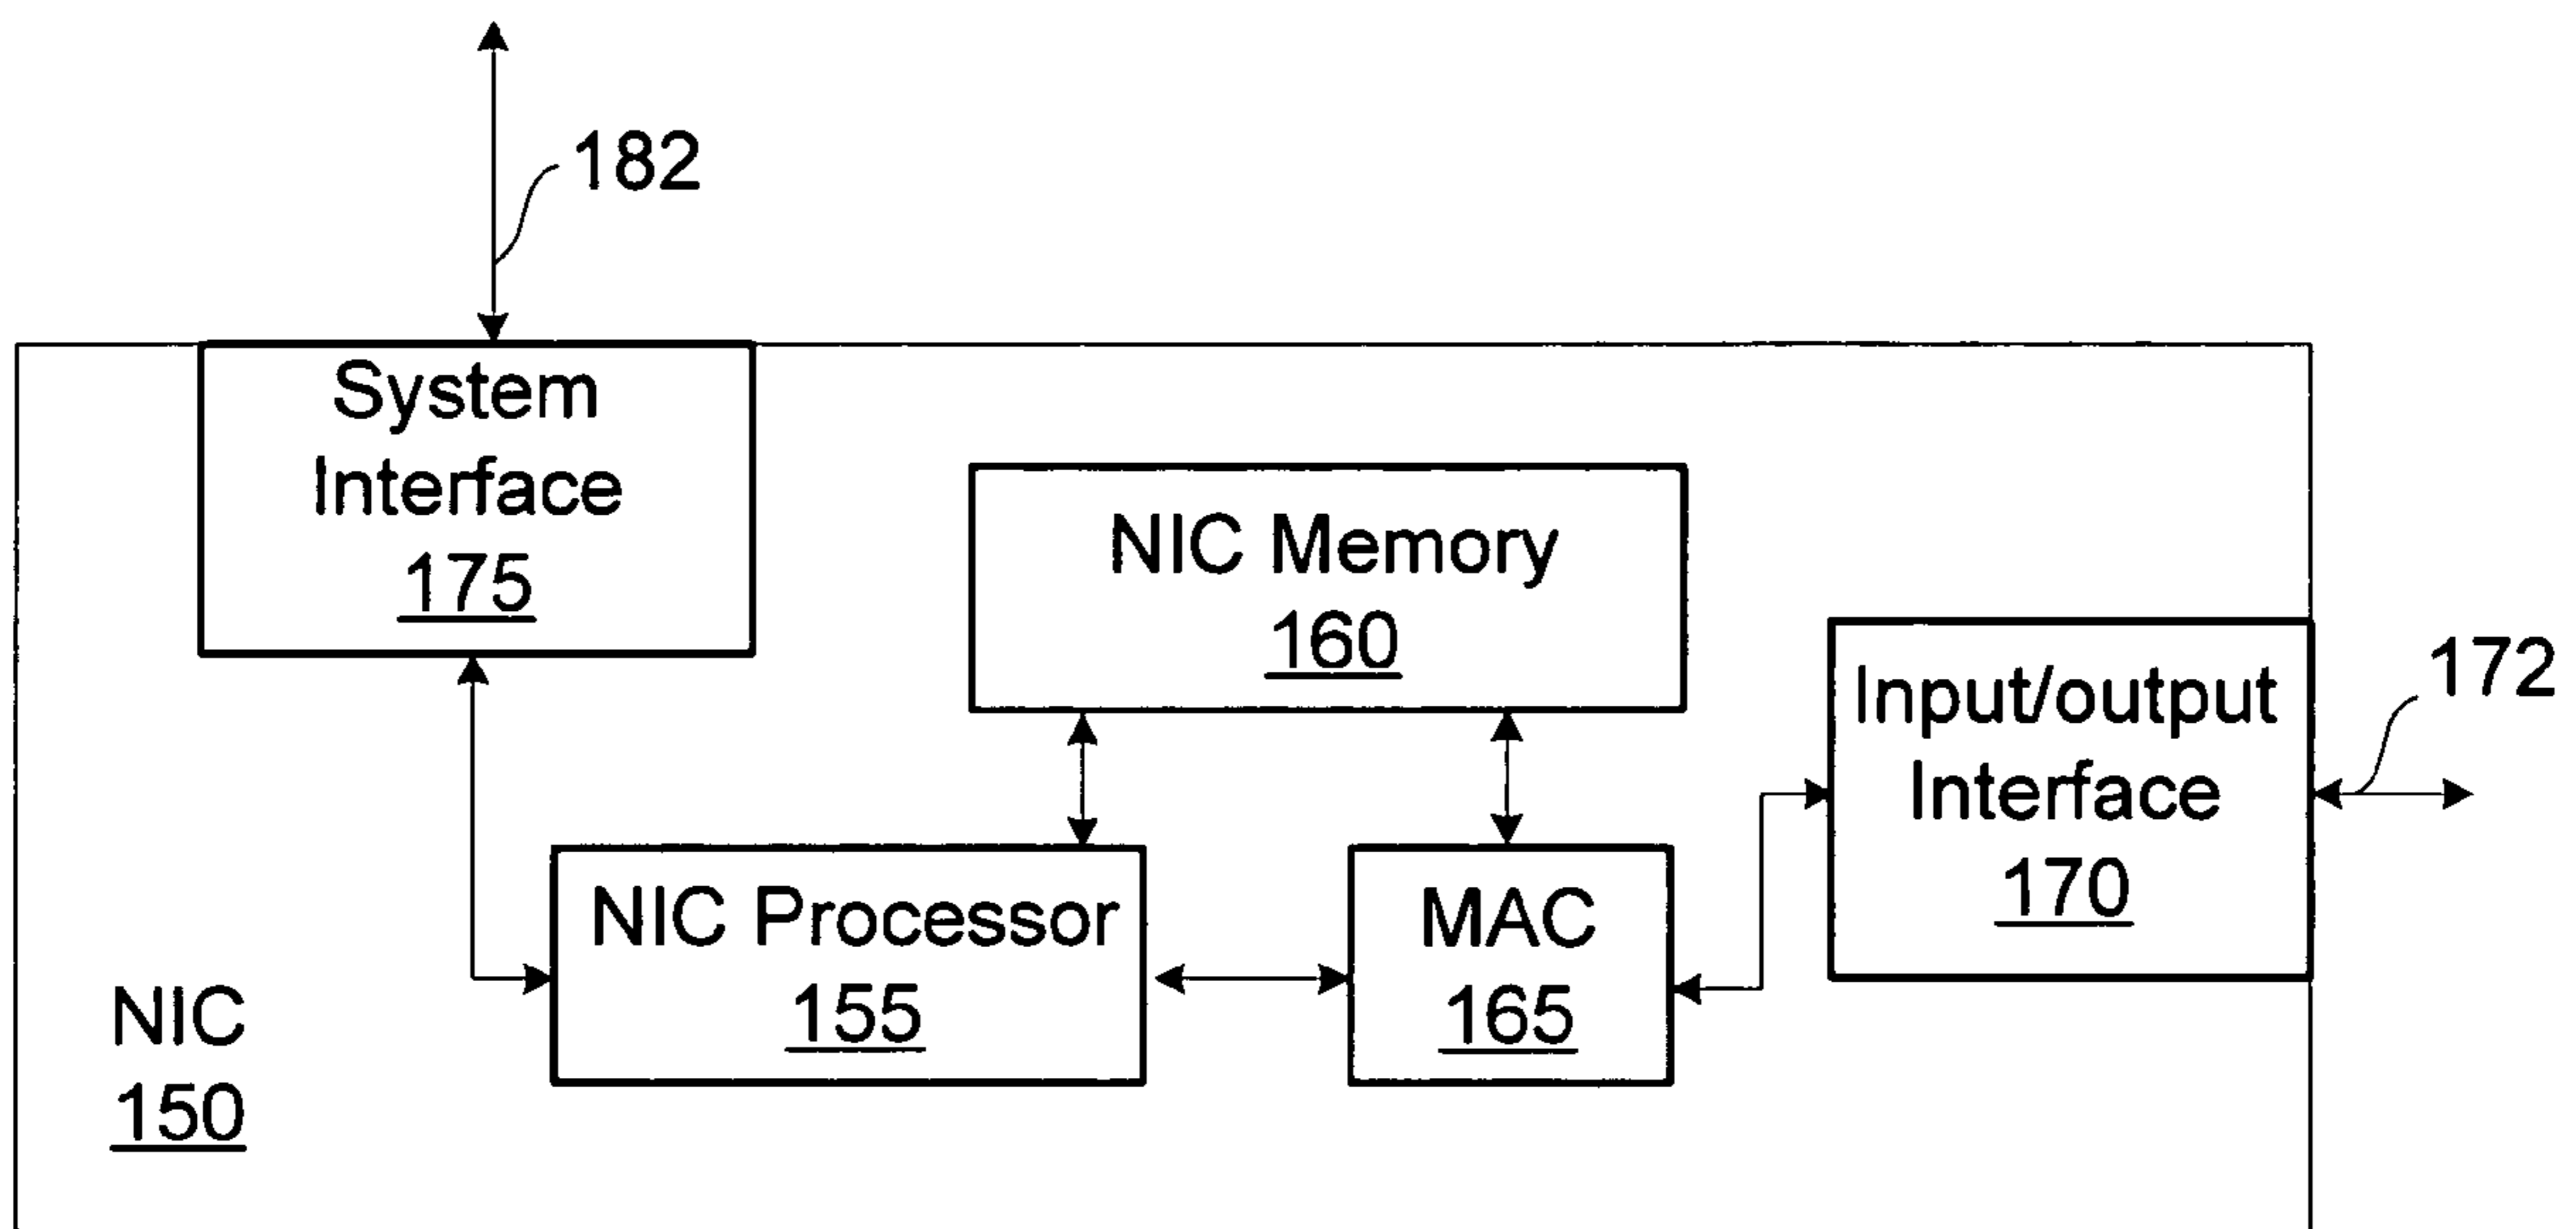 182
System
Interface
175
NIC Memory
160
Input/output
Interface
170
172
NIC Processor
155
MAC
165
NIC
150